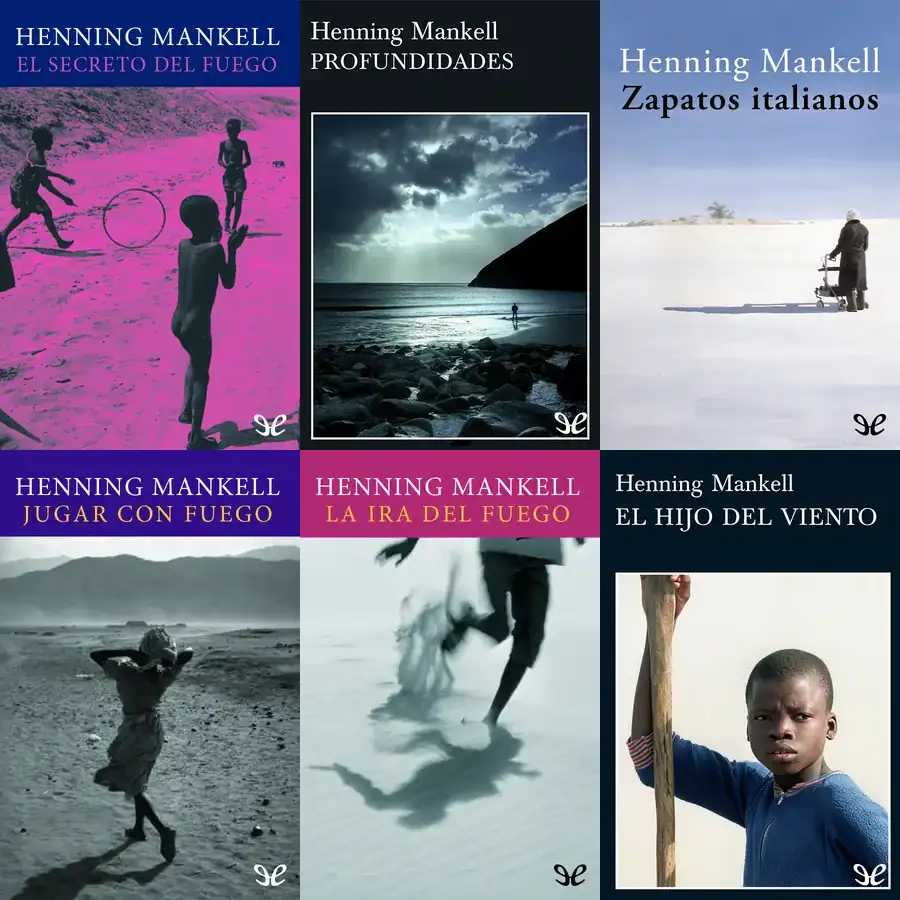 HENNING MANKELL
EL SECRETO DEL FUEGO
Henning Mankell
PROFUNDIDADES
Henning Mankell
Zapatos italianos
HENNING MANKELL
JUGAR CON FUEGO
HENNING MANKELL
LA IRA DEL FUEGO
Henning Mankell
EL HIJO DEL VIENTO